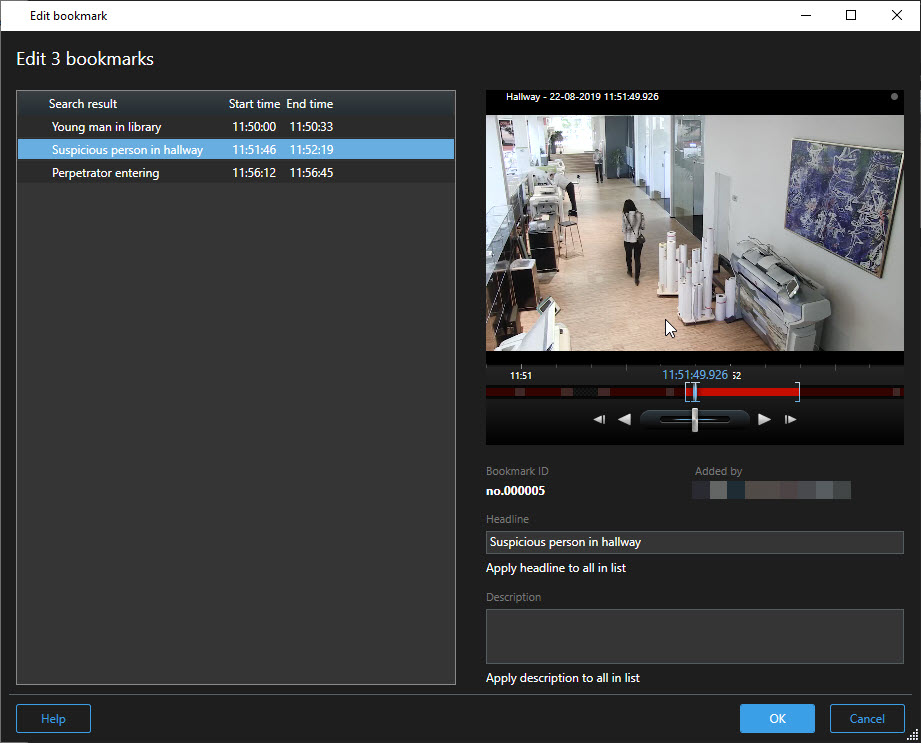 Edit bookmark
Edit 3 bookmarks
Search result Start time End time
Young man in library 11:50:00 11:50:33
Suspicious person in hallway 11:51:46 11:52:19
Perpetrator entering 11:56:12 11:56:45
Hallway - 22-08-2019 11:51:49.926
11:51 11:51:49.926 :52
Bookmark ID Added by
no.000005
Headline
Suspicious person in hallway
Apply headline to all in list
Description
Apply description to all in list
Help OK Cancel